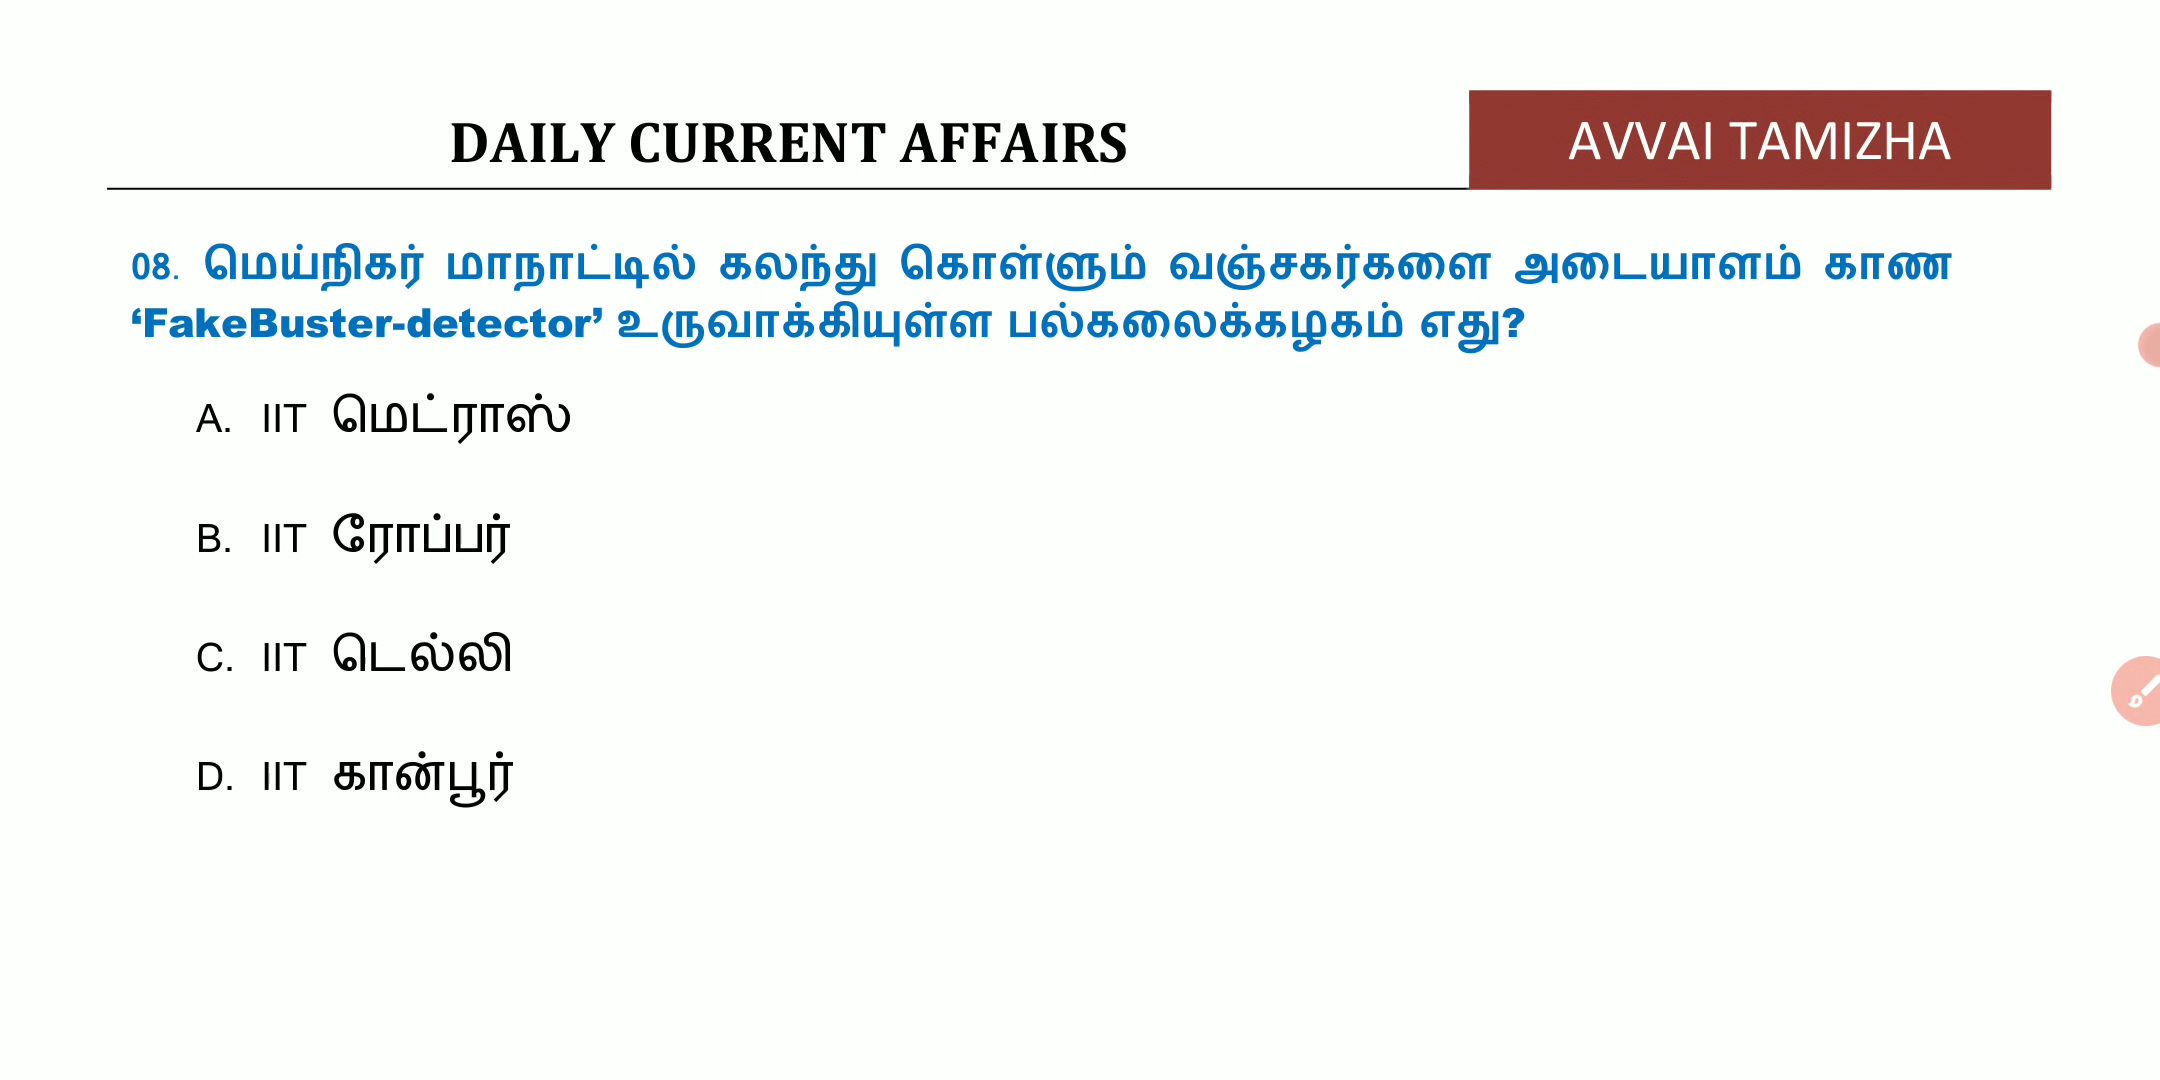 DAILY CURRENT AFFAIRS
AVVAI TAMIZHA
08. மெய்நிகர் மாநாட்டில் கலந்து கொள்ளும் வஞ்சகர்களை அடையாளம் காண
‘FakeBuster-detector’ உருவாக்கியுள்ள பல்கலைக்கழகம் எது?
A. IIT மெட்ராஸ்
B. IIT ரோப்பர்
C. IIT டெல்லி
D. IIT கான்பூர்